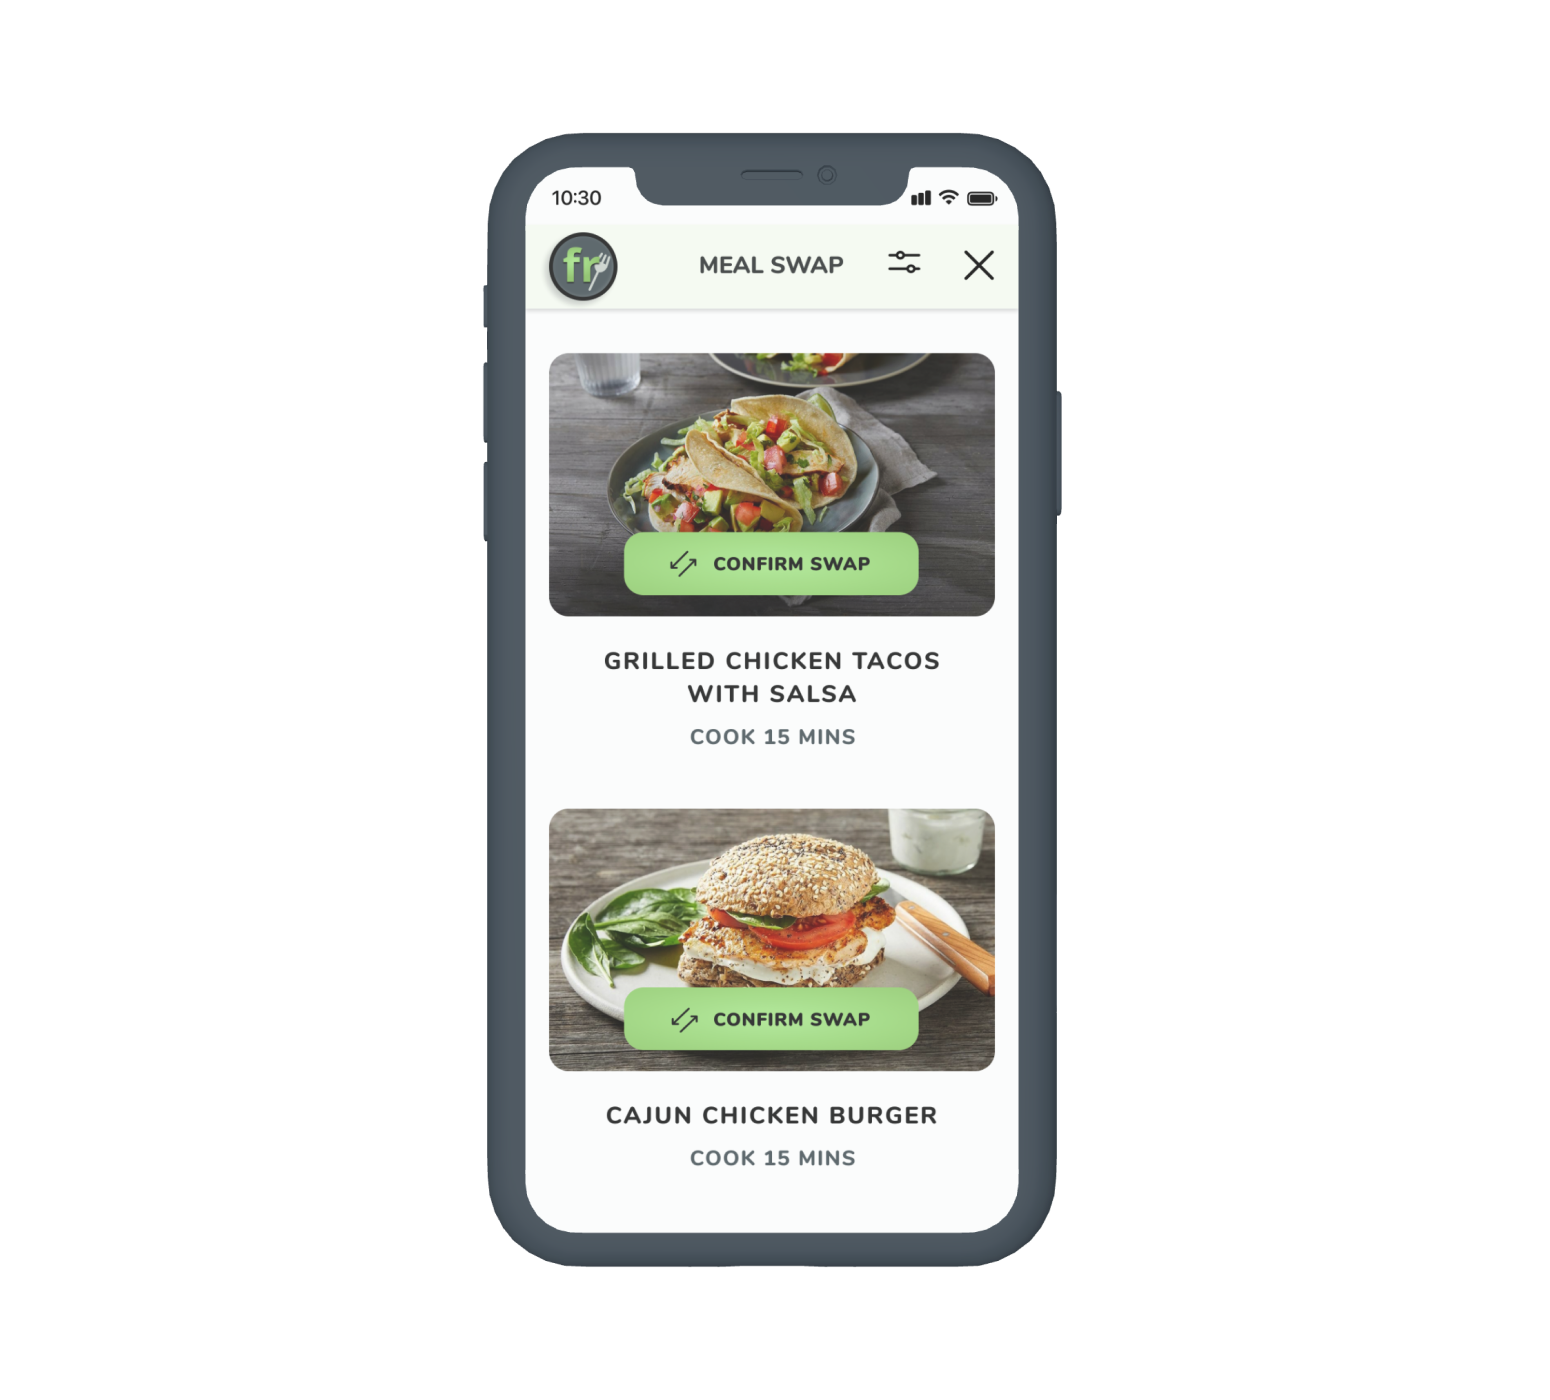 10:30
fr
MEAL SWAP
CONFIRM SWAP
GRILLED CHICKEN TACOS
WITH SALSA
COOK 15 MINS
CONFIRM SWAP
CAJUN CHICKEN BURGER
COOK 15 MINS